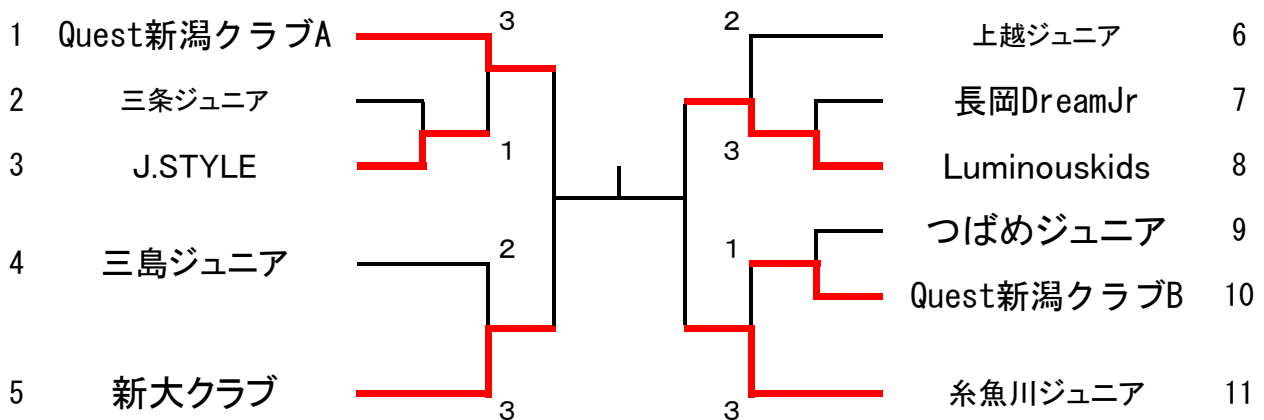 1 Quest新潟クラブA 3
2 三条ジュニア
3 J.STYLE 1
4 三島ジュニア 2
5 新大クラブ 3
2 上越ジュニア 6
長岡DreamJr 7
3 Luminouskids 8
1 つばめジュニア 9
Quest新潟クラブB 10
3 糸魚川ジュニア 11